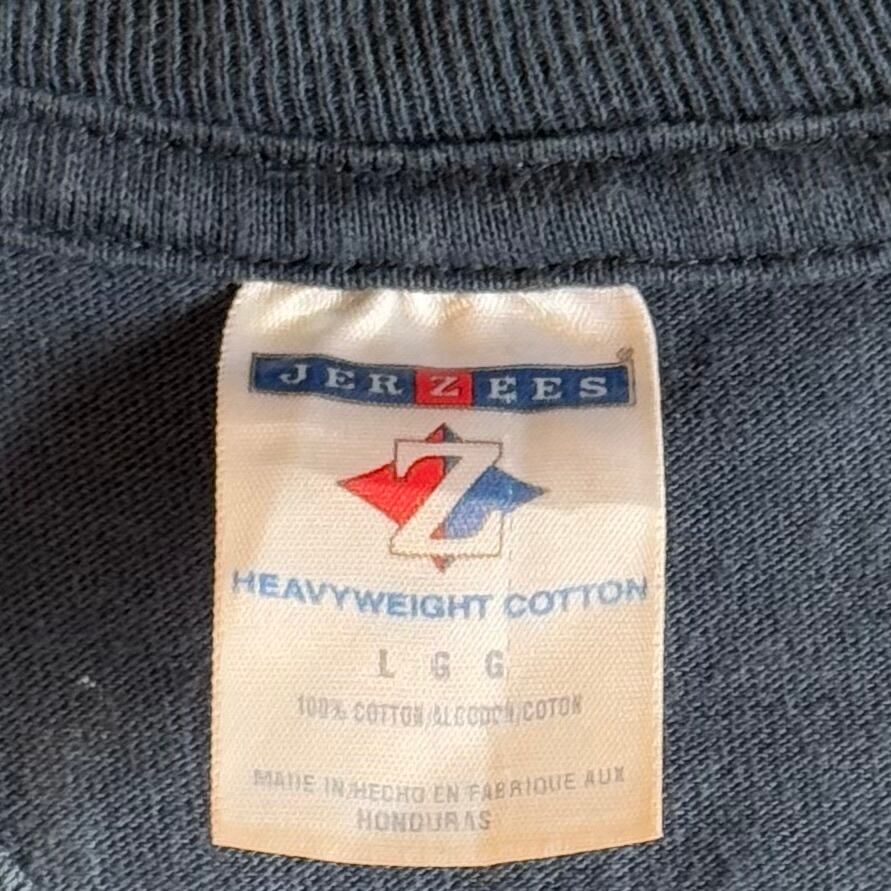 JERZEES®
Z
HEAVYWEIGHT COTTON
L G G
100% COTTON/ALGODON/COTON
MADE IN/HECHO EN FABRIQUE AUX
HONDURAS